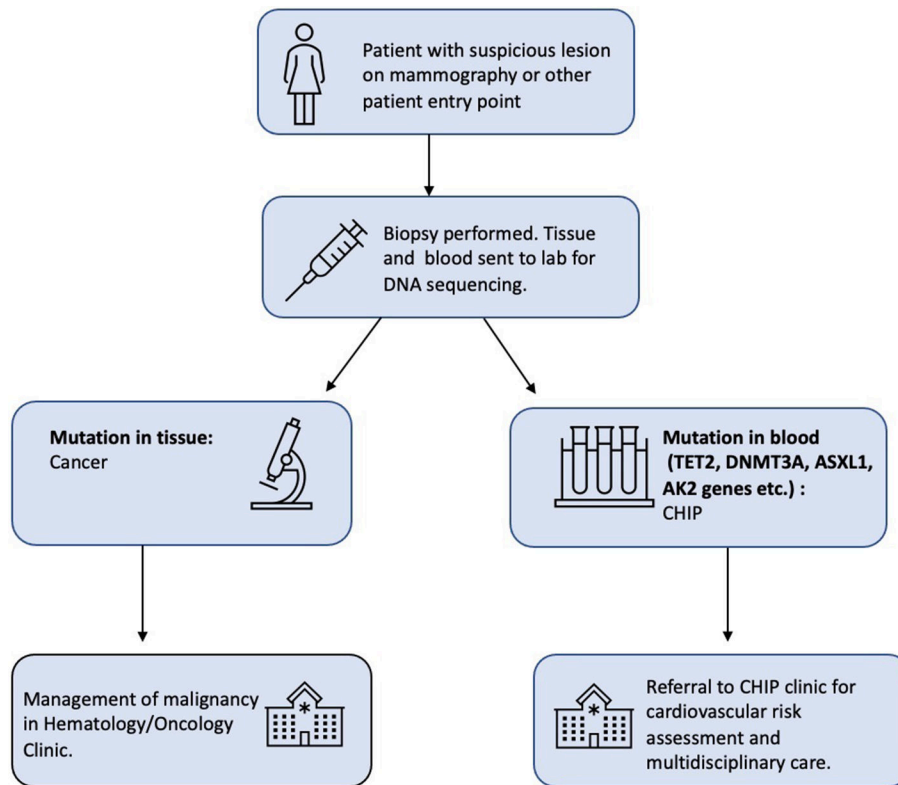 Patient with suspicious lesion
on mammography or other
patient entry point
Biopsy performed. Tissue
and blood sent to lab for
DNA sequencing.
Mutation in tissue:
Cancer
Mutation in blood
(TET2, DNMT3A, ASXL1,
AK2 genes etc.) :
CHIP
Management of malignancy
in Hematology/Oncology
Clinic.
Referral to CHIP clinic for
cardiovascular risk
assessment and
multidisciplinary care.